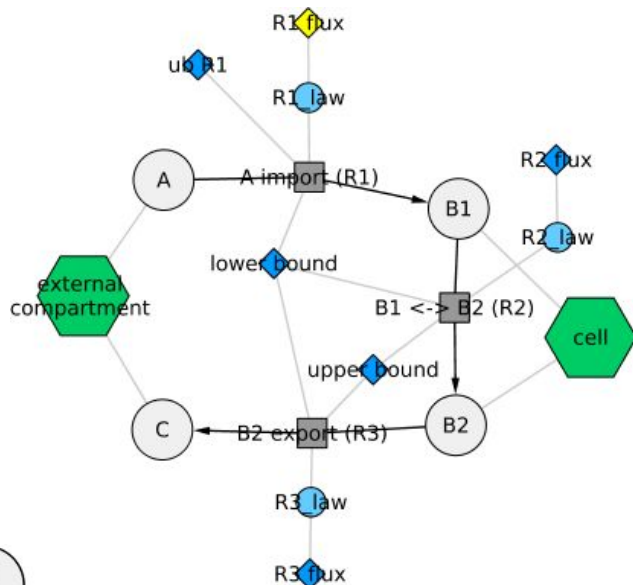 R1 flux
ub R1
R1_law
A
A import (R1)
B1
R2 flux
R2_law
lower bound
external
compartment
B1 <-> B2 (R2)
cell
upper bound
C
B2 export (R3)
B2
R3_law
R3 flux